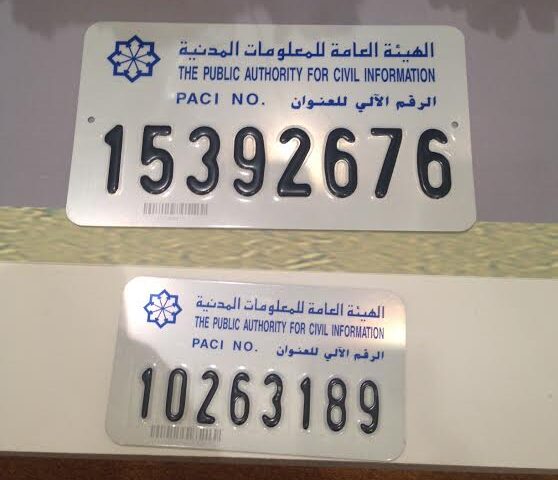 الهيئة العامة للمعلومات المدنية
THE PUBLIC AUTHORITY FOR CIVIL INFORMATION
PACI NO. الرقم الآلي للعنوان
15392676
الهيئة العامة للمعلومات المدنية
THE PUBLIC AUTHORITY FOR CIVIL INFORMATION
PACI NO. الرقم الآلي للعنوان
10263189